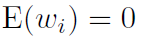 E(w_i) = 0